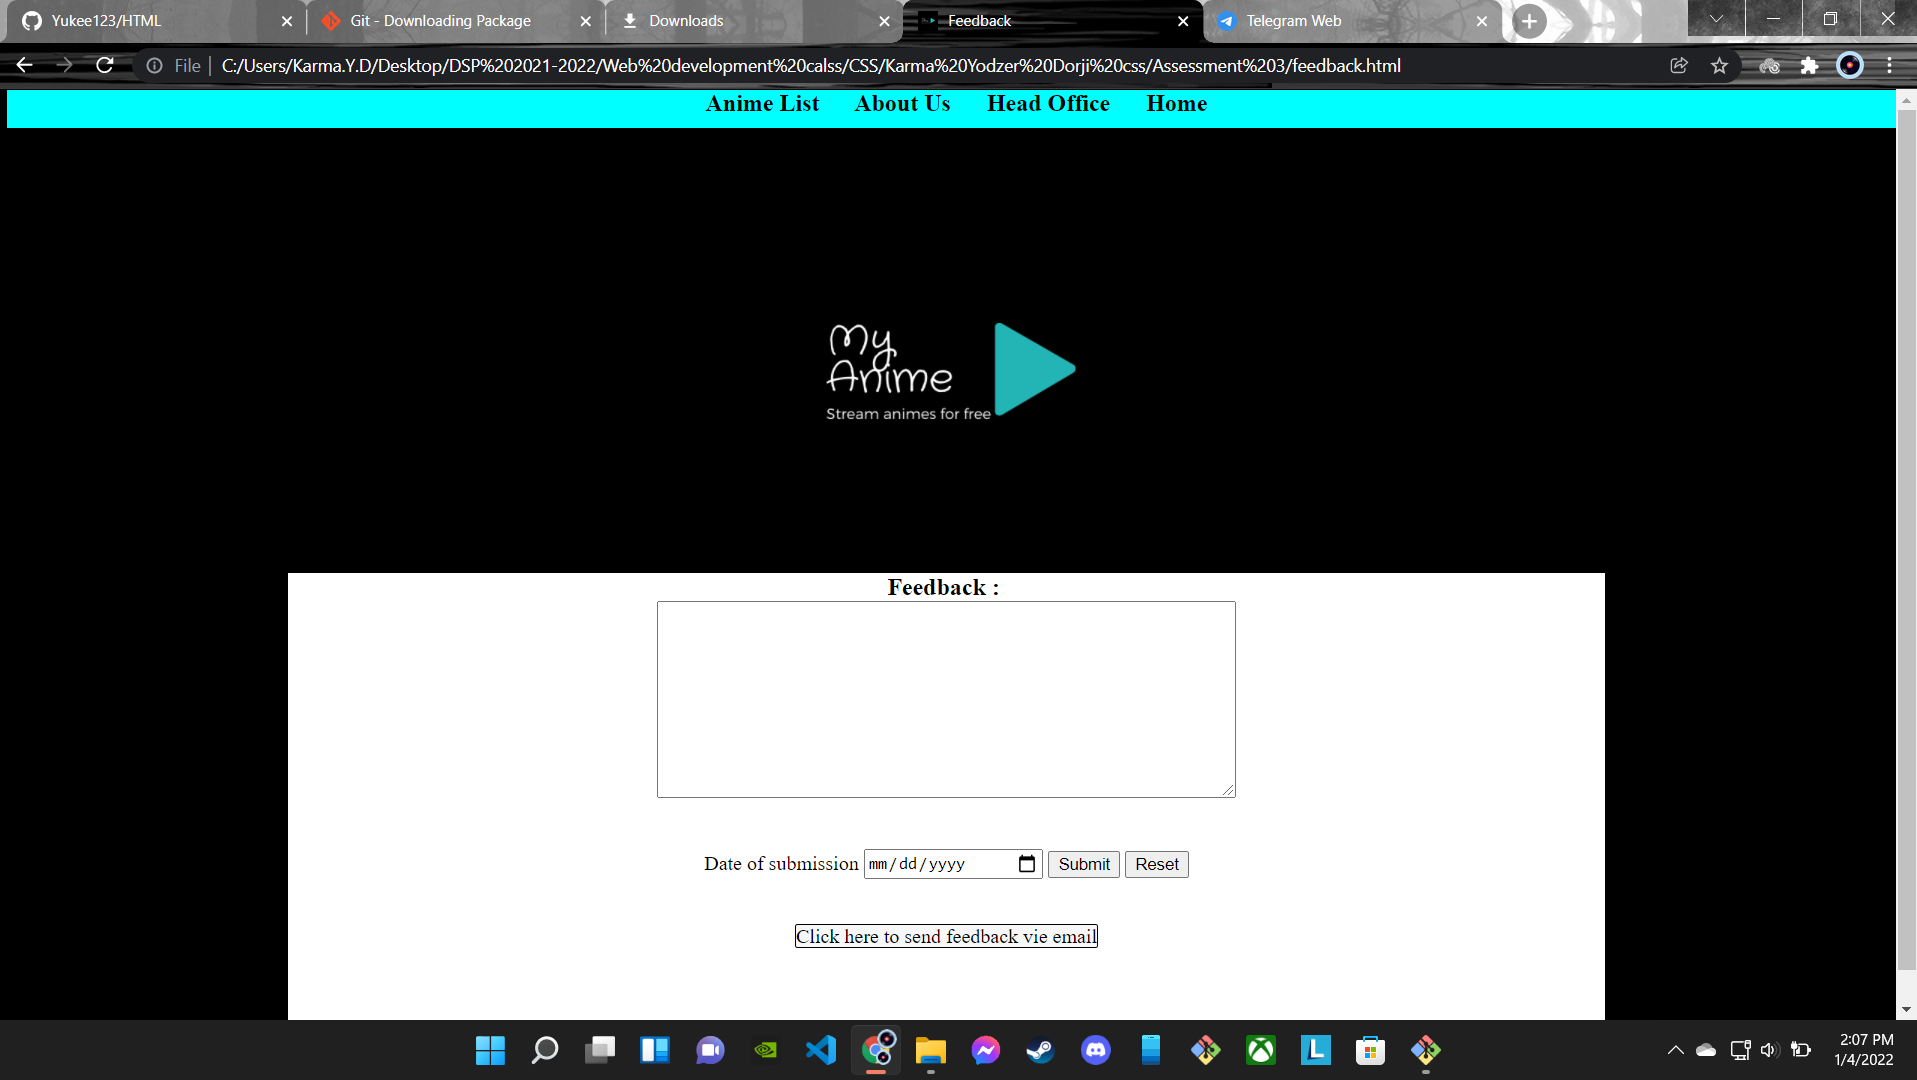 Yukee123/HTML
Git - Downloading Package
Downloads
Feedback
Telegram Web
File | C:/Users/Karma.Y.D/Desktop/DSP%202021-2022/Web%20development%20calss/CSS/Karma%20Yodzer%20Dorji%20css/Assessment%203/feedback.html
Anime List About Us Head Office Home
My
Anime
Stream animes for free
Feedback :
Date of submission mm/dd/yyyy Submit Reset
Click here to send feedback vie email
L
2:07 PM
1/4/2022